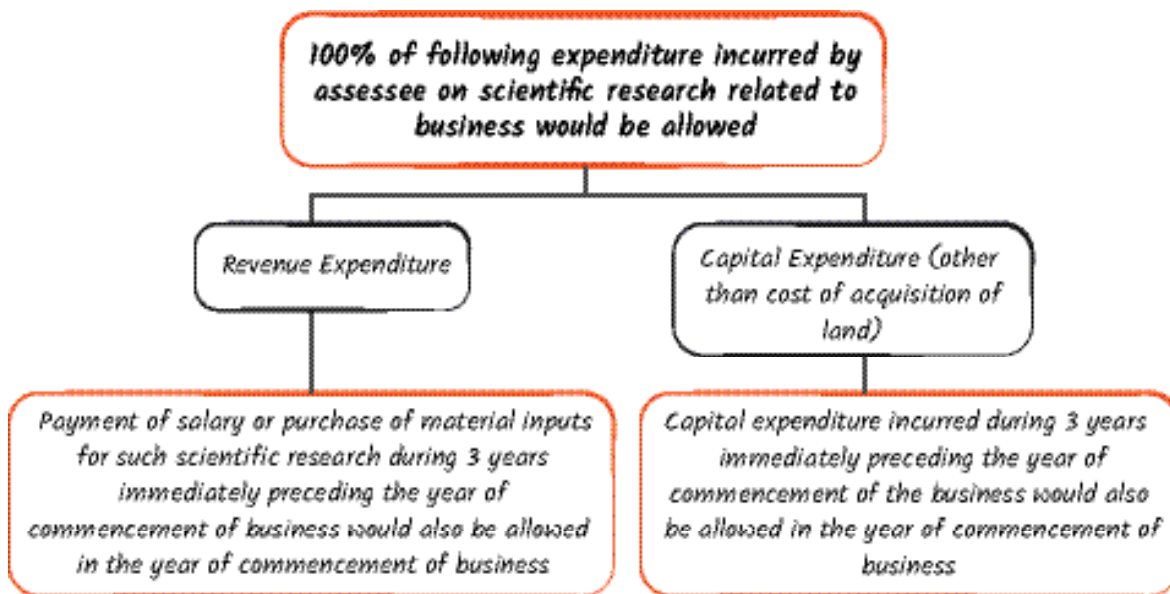 100% of following expenditure incurred by
assessee on scientific research related to
business would be allowed
Revenue Expenditure
Capital Expenditure (other
than cost of acquisition of
land)
Payment of salary or purchase of material inputs
for such scientific research during 3 years
immediately preceding the year of
commencement of business would also be allowed
in the year of commencement of business
Capital expenditure incurred during 3 years
immediately preceding the year of
commencement of the business would also
be allowed in the year of commencement of
business